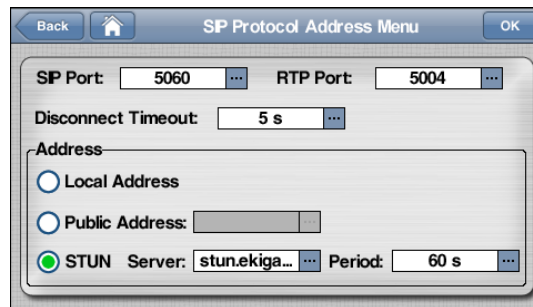 Back SIP Protocol Address Menu OK
SIP Port: 5060 ... RTP Port: 5004 ...
Disconnect Timeout: 5 s ...
Address
Local Address
Public Address: ...
STUN Server: stun.ekiga... ... Period: 60 s ...